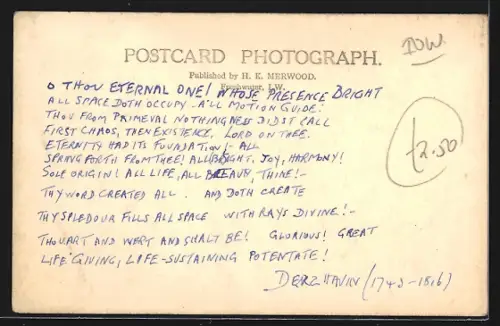 IOW.
POSTCARD PHOTOGRAPH.
Published by H. K. MERWOOD.
Freshwater, I.W.
O THOU ETERNAL ONE! WHOSE PRESENCE BRIGHT
ALL SPACE DOTH OCCUPY. ALL MOTION GUIDE!
THOU FROM PRIMEVAL NOTHINGNESS DIDST CALL
FIRST CHAOS, THEN EXISTENCE, LORD ON THEE.
ETERNITY HAD ITS FUVNDATION!- ALL
SPRANG FORTH FROM THEE! ALL BRIGHT, JOY, HARMONY!
SOLE ORIGIN! ALL LIFE, ALL BEAUTY, THINE!-
THY WORD CREATED ALL. AND DOTH CREATE
THY SPLEDOUR FILLS ALL SPACE WITH RAYS DIVINE!-
THOU ART AND WERT AND SHALT BE! GLORIOUS! GREAT
LIFE GIVING, LIFE-SUSTAINING POTENTATE!
DERZHAVIN (1743-1816)
£2.50